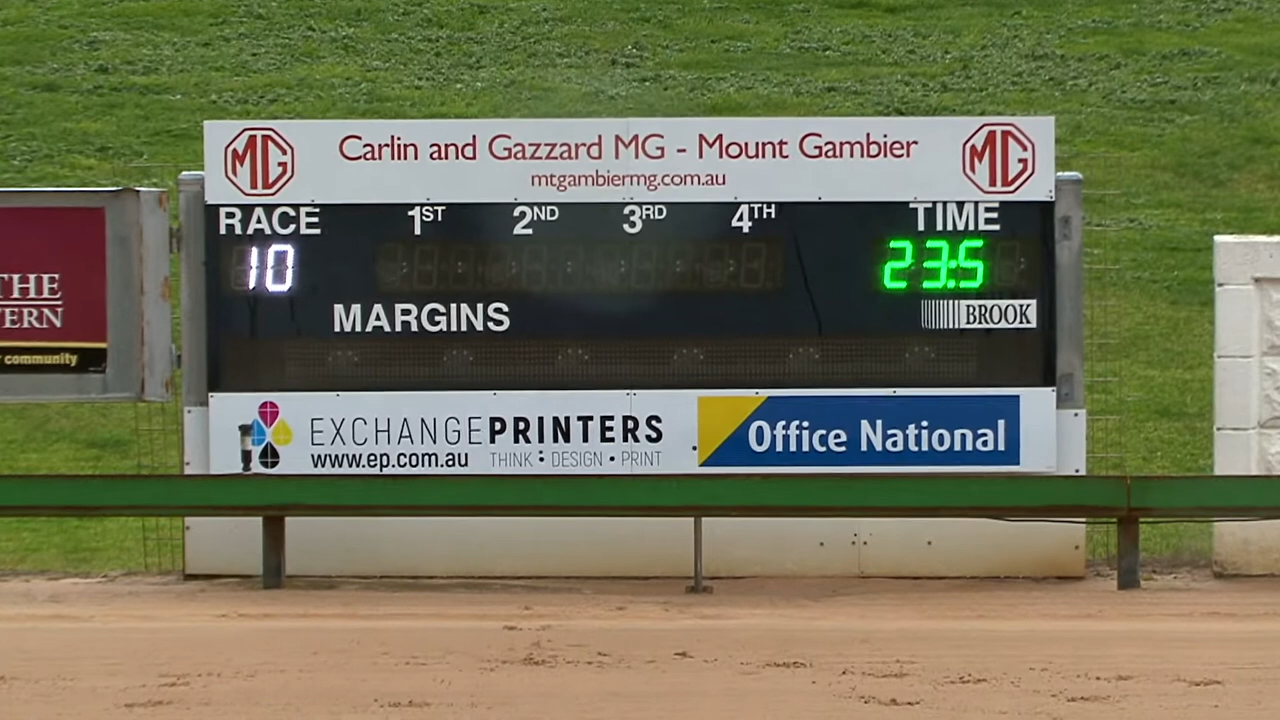 MG Carlin and Gazzard MG - Mount Gambier MG
mtgambiermg.com.au
RACE 1ST 2ND 3RD 4TH TIME
10 23:5
MARGINS BROOK
THE
ERN
community
EXCHANGEPRINTERS
www.ep.com.au THINK : DESIGN • PRINT
Office National